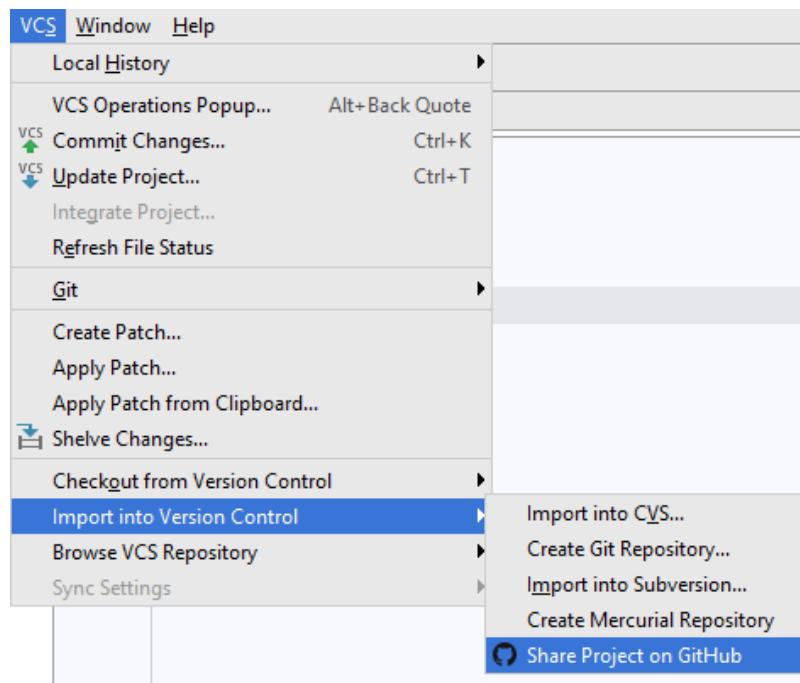 VCS Window Help
Local History
VCS Operations Popup... Alt+Back Quote
VCS Commit Changes... Ctrl+K
VCS Update Project... Ctrl+T
Integrate Project...
Refresh File Status
Git
Create Patch...
Apply Patch...
Apply Patch from Clipboard...
Shelve Changes...
Checkout from Version Control
Import into Version Control
Browse VCS Repository
Sync Settings
Import into CVS...
Create Git Repository...
Import into Subversion...
Create Mercurial Repository
Share Project on GitHub